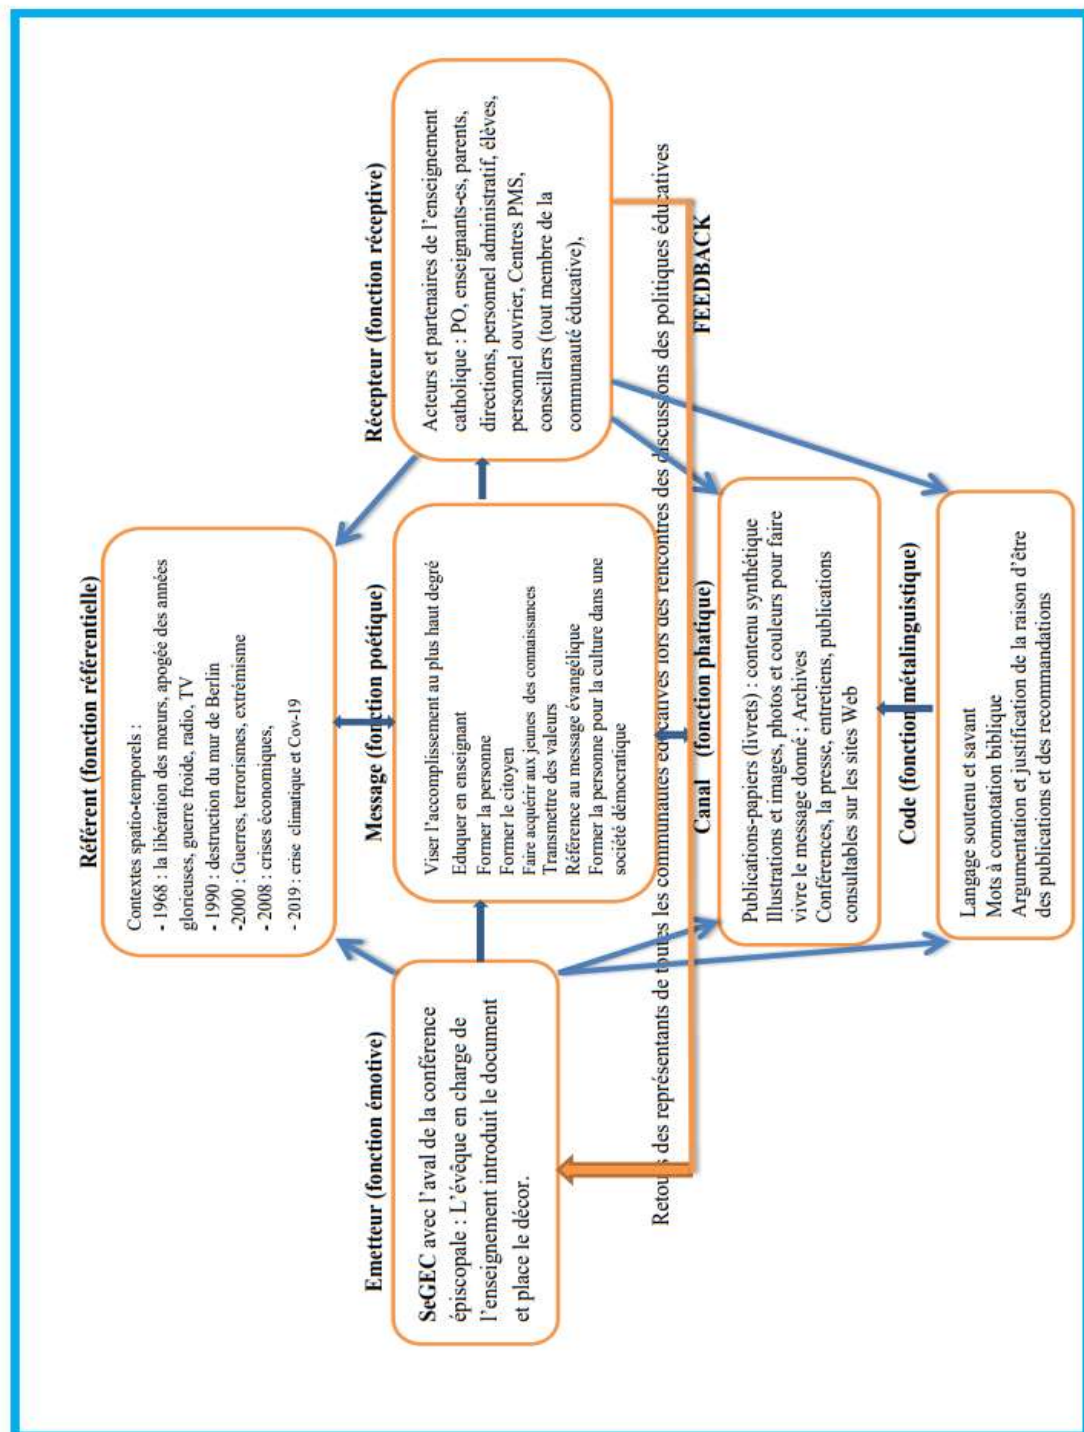 Référent (fonction référentielle)
Contextes spatio-temporels :
- 1968 : la libération des mœurs, apogée des années
glorieuses, guerre froide, radio, TV
- 1990 : destruction du mur de Berlin
-2000 : Guerres, terrorismes, extrémisme
- 2008 : crises économiques,
- 2019 : crise climatique et Cov-19
Emetteur (fonction émotive)
SeGEC avec l'aval de la conférence
épiscopale : L'évêque en charge de
l'enseignement introduit le document
et place le décor.
Message (fonction poétique)
Viser l'accomplissement au plus haut degré
Eduquer en enseignant
Former la personne
Former le citoyen
Faire acquérir aux jeunes des connaissances
Transmettre des valeurs
Référence au message évangélique
Former la personne pour la culture dans une
société démocratique
Récepteur (fonction réceptive)
Acteurs et partenaires de l'enseignement
catholique : PO, enseignants-es, parents,
directions, personnel administratif, élèves,
personnel ouvrier, Centres PMS,
conseillers (tout membre de la
communauté éducative),
Retours des représentants de toutes les communautés éducatives lors des rencontres des discussions des politiques éducatives
FEEDBACK
Canal (fonction phatique)
Publications-papiers (livrets) : contenu synthétique
Illustrations et images, photos et couleurs pour faire
vivre le message donné ; Archives
Conférences, la presse, entretiens, publications
consultables sur les sites Web
Code (fonction métalinguistique)
Langage soutenu et savant
Mots à connotation biblique
Argumentation et justification de la raison d'être
des publications et des recommandations